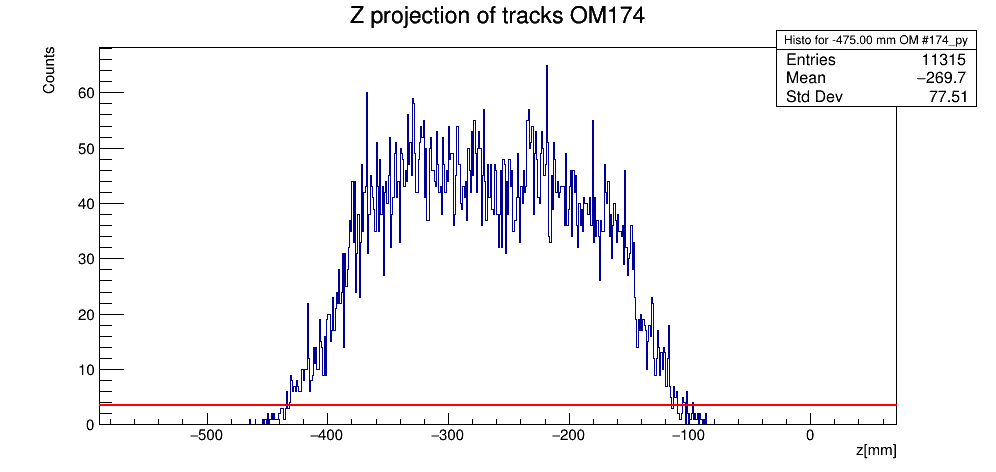 Z projection of tracks OM174
Histo for -475.00 mm OM #174_py
Entries 11315
Mean −269.7
Std Dev 77.51
Counts
60
50
40
30
20
10
0
−500 −400 −300 −200 −100 0
z[mm]